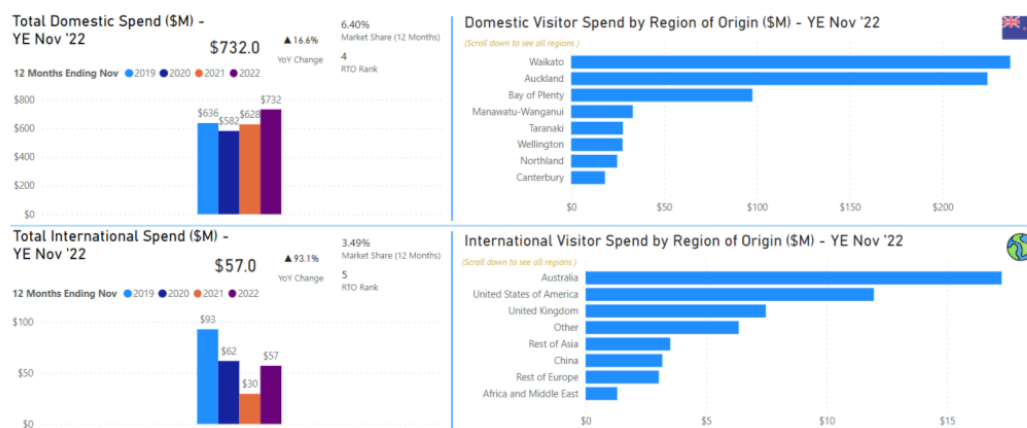 Total Domestic Spend ($M) -
YE Nov '22
$732.0
▲16.6%
YoY Change
6.40%
Market Share (12 Months)
4
RTO Rank
12 Months Ending Nov 2019 2020 2021 2022
$800
$600
$400
$200
$0
$636
$582
$628
$732
Domestic Visitor Spend by Region of Origin ($M) - YE Nov '22
(Scroll down to see all regions )
Waikato
Auckland
Bay of Plenty
Manawatu-Wanganui
Taranaki
Wellington
Northland
Canterbury
$0 $50 $100 $150 $200
Total International Spend ($M) -
YE Nov '22
$57.0
▲93.1%
YoY Change
3.49%
Market Share (12 Months)
5
RTO Rank
12 Months Ending Nov 2019 2020 2021 2022
$100
$50
$0
$93
$62
$30
$57
International Visitor Spend by Region of Origin ($M) - YE Nov '22
(Scroll down to see all regions )
Australia
United States of America
United Kingdom
Other
Rest of Asia
China
Rest of Europe
Africa and Middle East
$0 $5 $10 $15